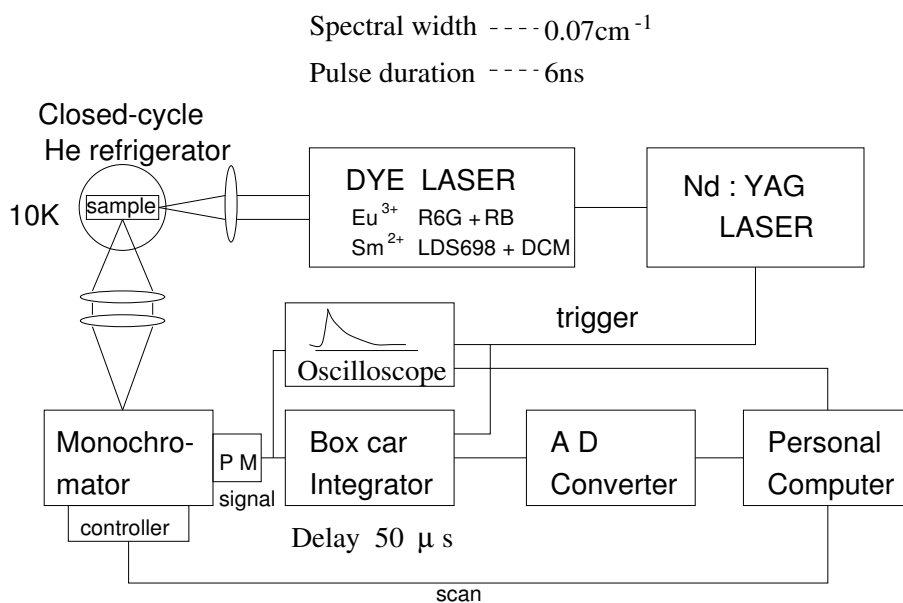 Spectral width ---- 0.07cm⁻¹
Pulse duration ---- 6ns
Closed-cycle
He refrigerator
10K
sample
DYE LASER
Eu³⁺ R6G + RB
Sm²⁺ LDS698 + DCM
Nd : YAG
LASER
trigger
Oscilloscope
Monochro-
mator
P M
signal
Box car
Integrator
A D
Converter
Personal
Computer
controller
Delay 50 μ s
scan